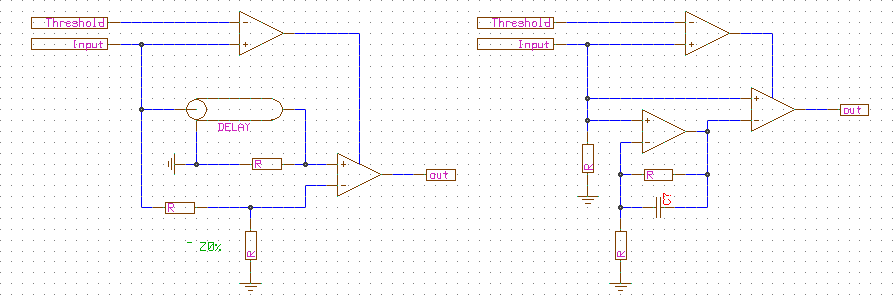 Threshold
Input
DELAY
R
out
R
~ 20%
R
Threshold
Input
out
R
R
C?
R